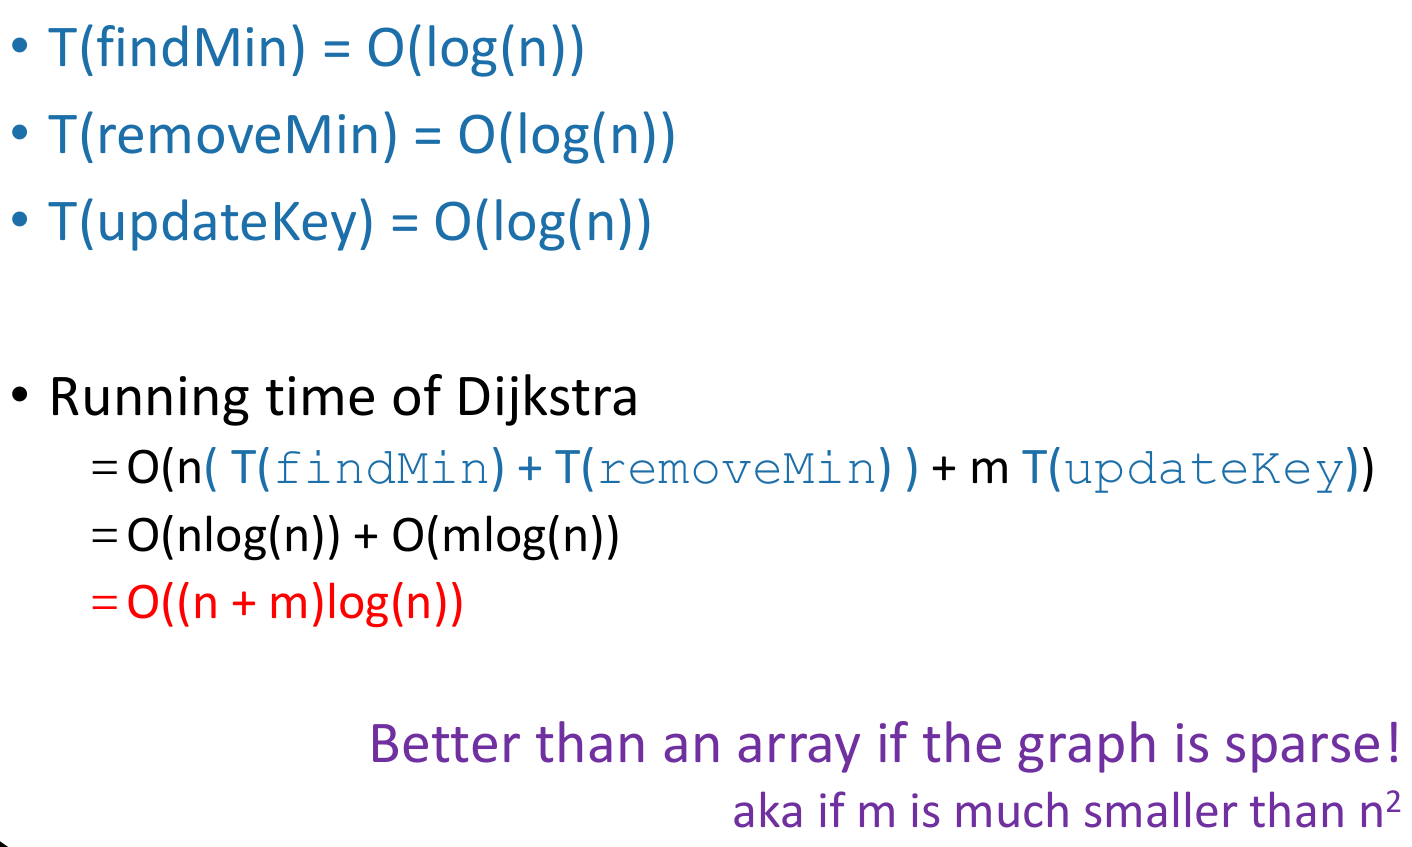 • T(findMin) = O(log(n))
• T(removeMin) = O(log(n))
• T(updateKey) = O(log(n))
• Running time of Dijkstra
= O(n( T(findMin) + T(removeMin) ) + m T(updateKey))
= O(nlog(n)) + O(mlog(n))
= O((n + m)log(n))
Better than an array if the graph is sparse!
aka if m is much smaller than n²